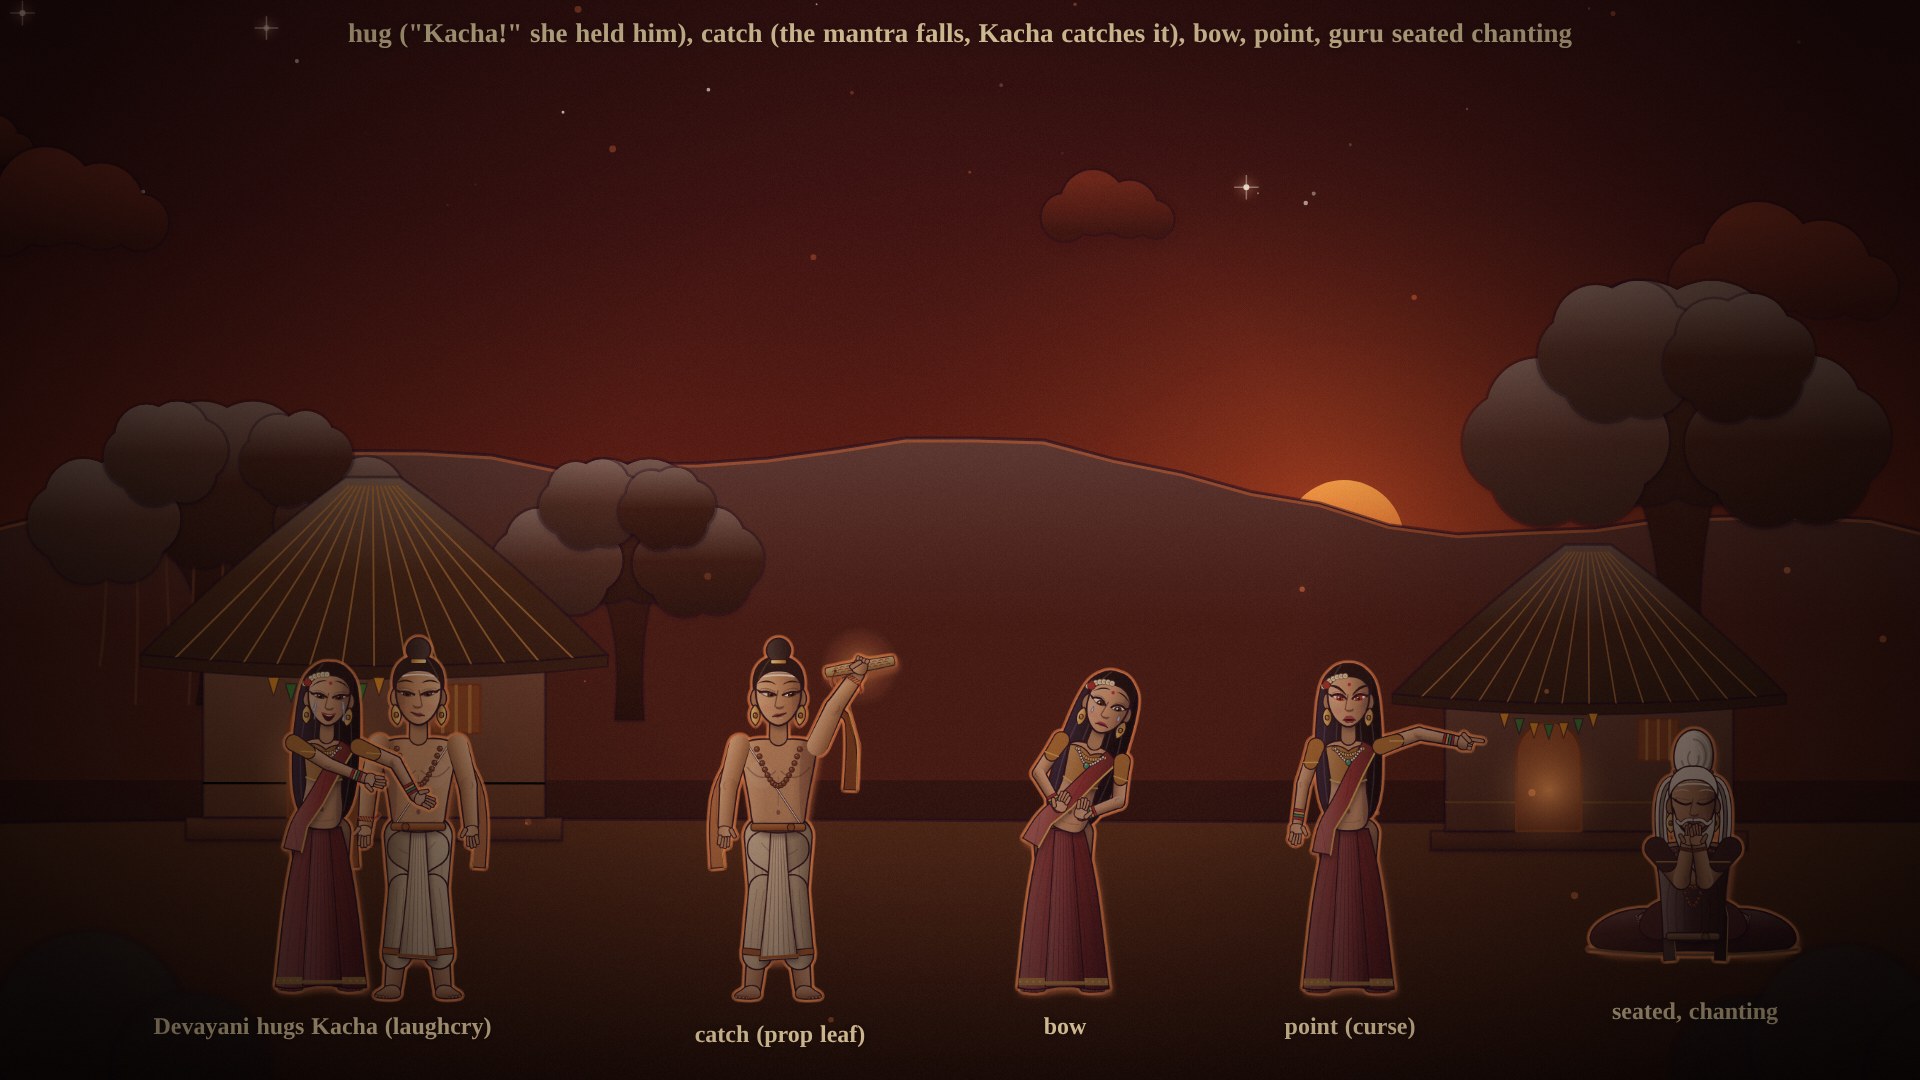 hug ("Kacha!" she held him), catch (the mantra falls, Kacha catches it), bow, point, guru seated chanting
Devayani hugs Kacha (laughcry)
catch (prop leaf)
bow
point (curse)
seated, chanting